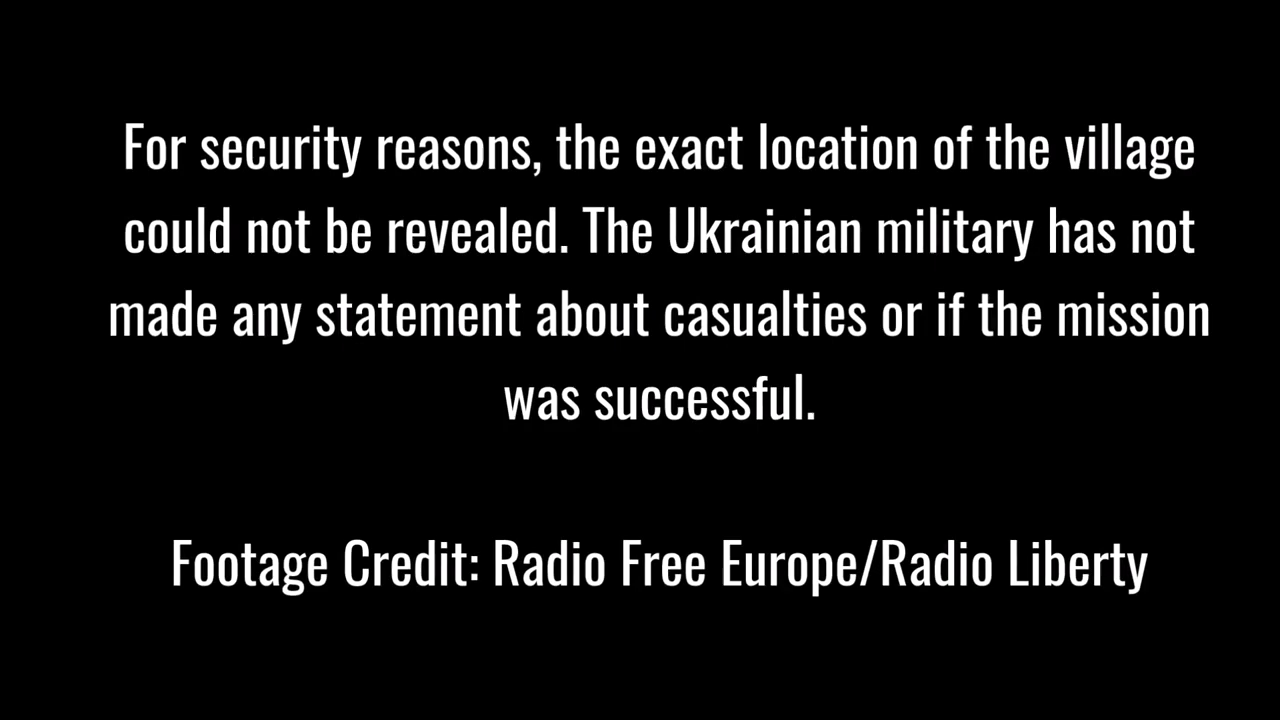 For security reasons, the exact location of the village
could not be revealed. The Ukrainian military has not
made any statement about casualties or if the mission
was successful.
Footage Credit: Radio Free Europe/Radio Liberty